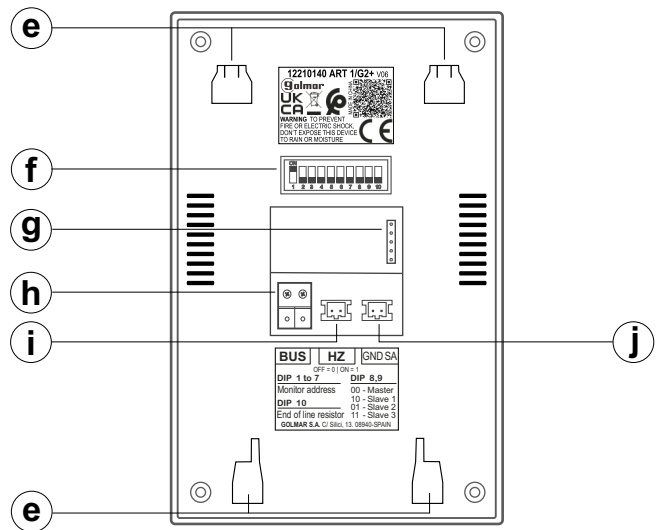 e
12210140 ART 1/G2+ V06
golmar
UK
CA
MADE IN CHINA
WARNING TO PREVENT
FIRE OR ELECTRIC SHOCK,
DON'T EXPOSE THIS DEVICE
TO RAIN OR MOISTURE
CE
f
ON
1 2 3 4 5 6 7 8 9 10
g
h
i
j
BUS HZ GND SA
OFF = 0 | ON = 1
DIP 1 to 7 DIP 8,9
Monitor address 00 - Master
10 - Slave 1
DIP 10 01 - Slave 2
End of line resistor 11 - Slave 3
GOLMAR S.A. C/ Silici, 13. 08940-SPAIN
e